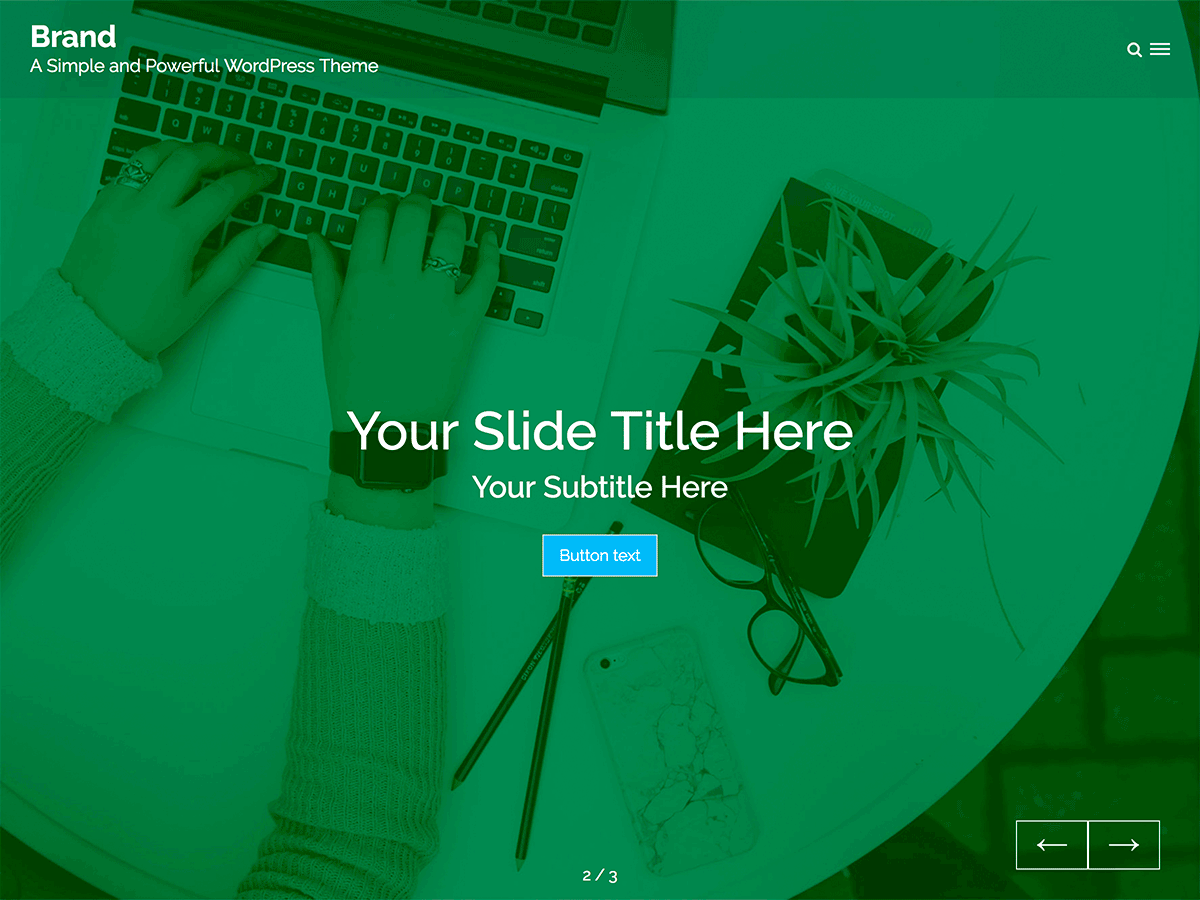 Brand
A Simple and Powerful WordPress Theme
Your Slide Title Here
Your Subtitle Here
Button text
2 / 3